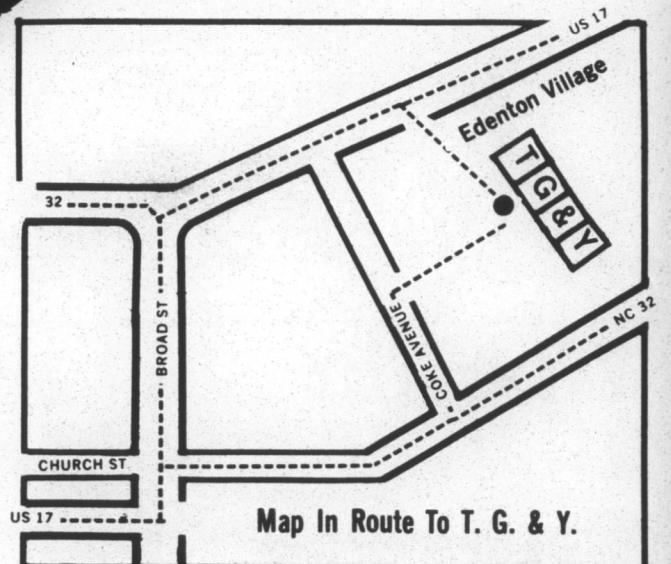 US 17
Edenton Village
T G & Y
32
BROAD ST
COKE AVENUE
NC 32
CHURCH ST.
US 17
Map In Route To T. G. & Y.